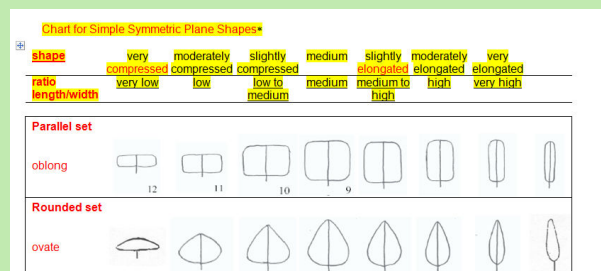 Chart for Simple Symmetric Plane Shapes*
shape very moderately slightly medium slightly moderately very
compressed compressed compressed elongated elongated elongated
ratio very low low low to medium medium to high very high
length/width medium high
Parallel set
oblong
12 11 10 9
Rounded set
ovate